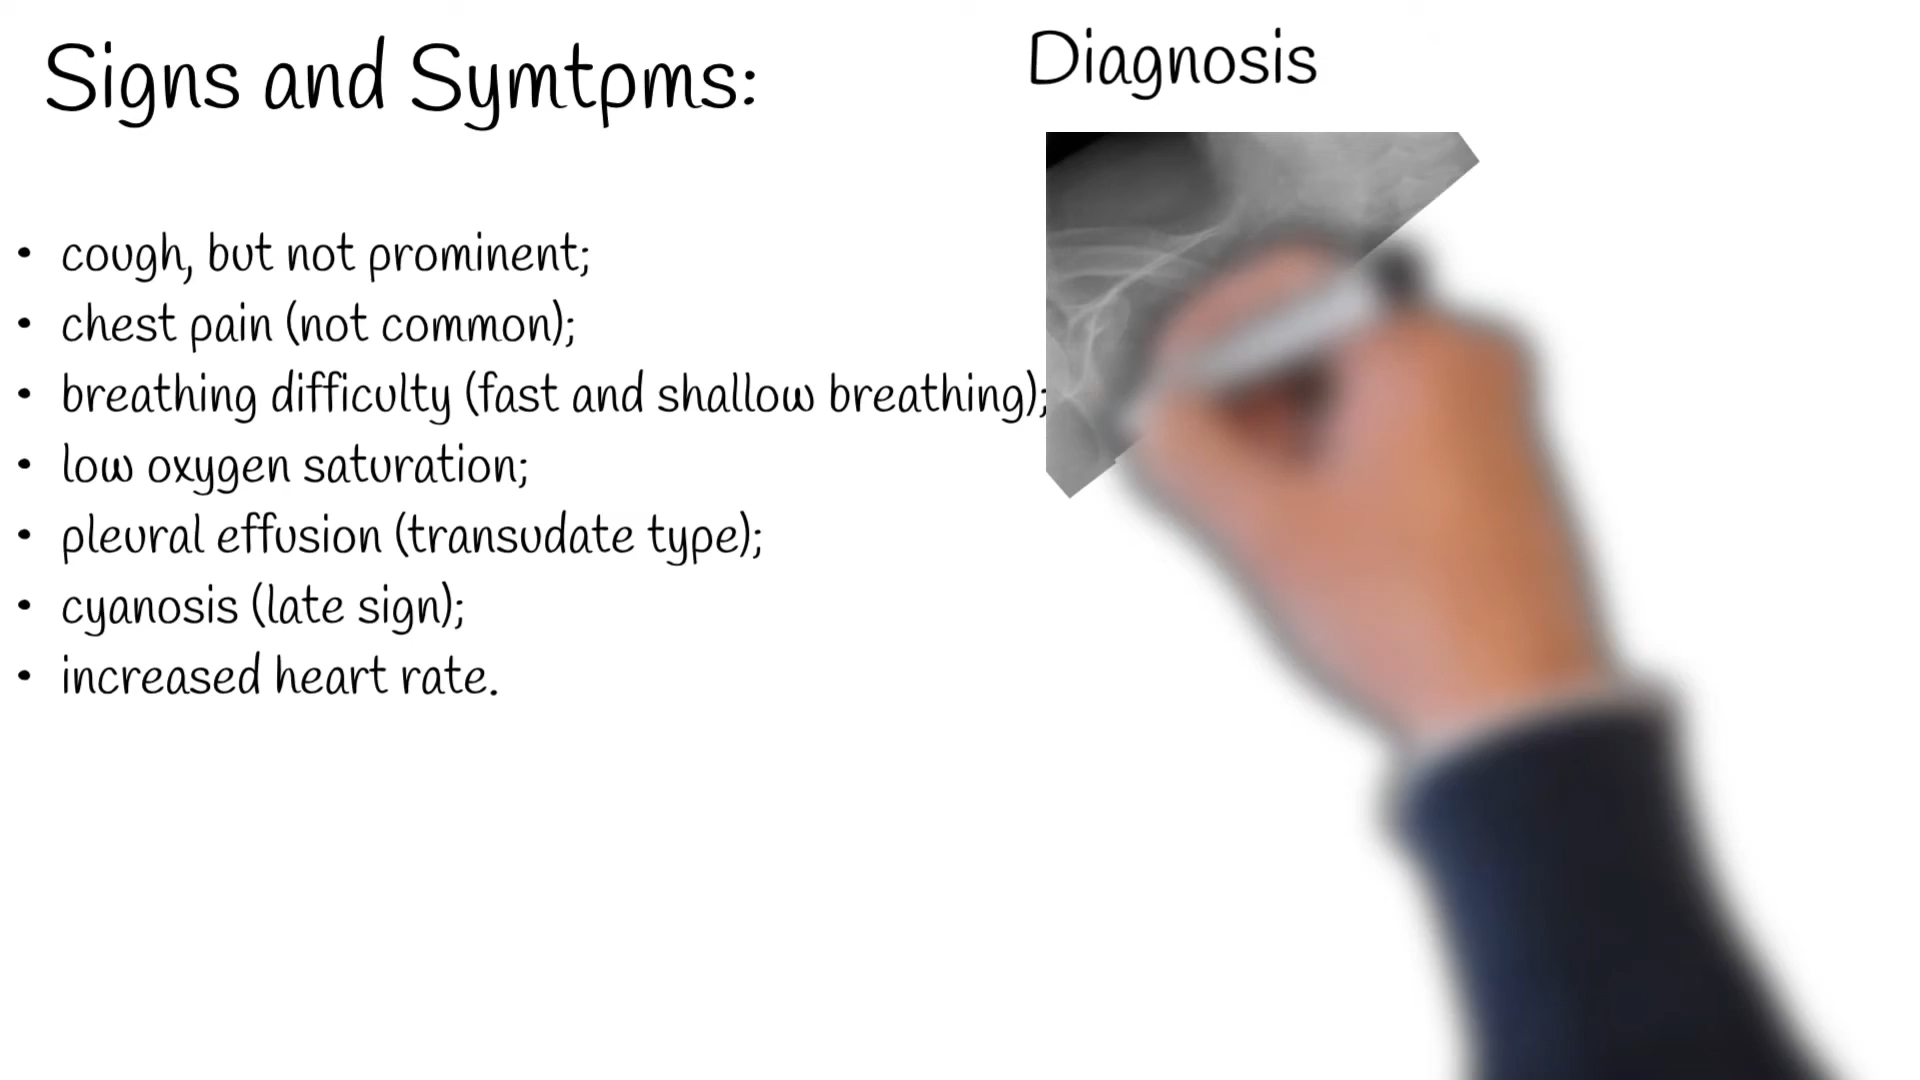 Signs and Symtpms:
Diagnosis
• cough, but not prominent;
• chest pain (not common);
• breathing difficulty (fast and shallow breathing);
• low oxygen saturation;
• pleural effusion (transudate type);
• cyanosis (late sign);
• increased heart rate.